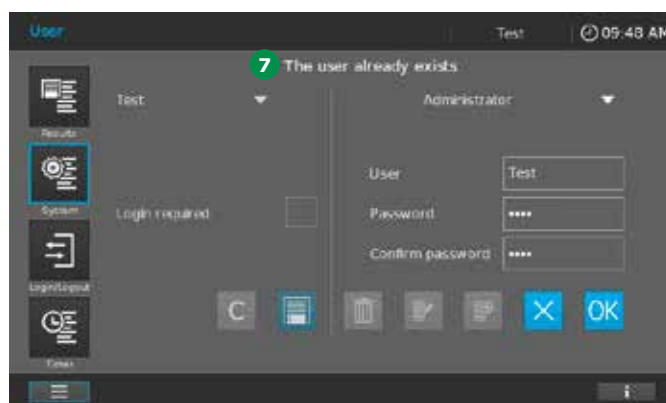 User
Test
09:48 AM
7 The user already exists
Test
Administrator
Results
User
Test
System
Login required
Password
••••
Confirm password
••••
Login/Logout
C
OK
Timer
i